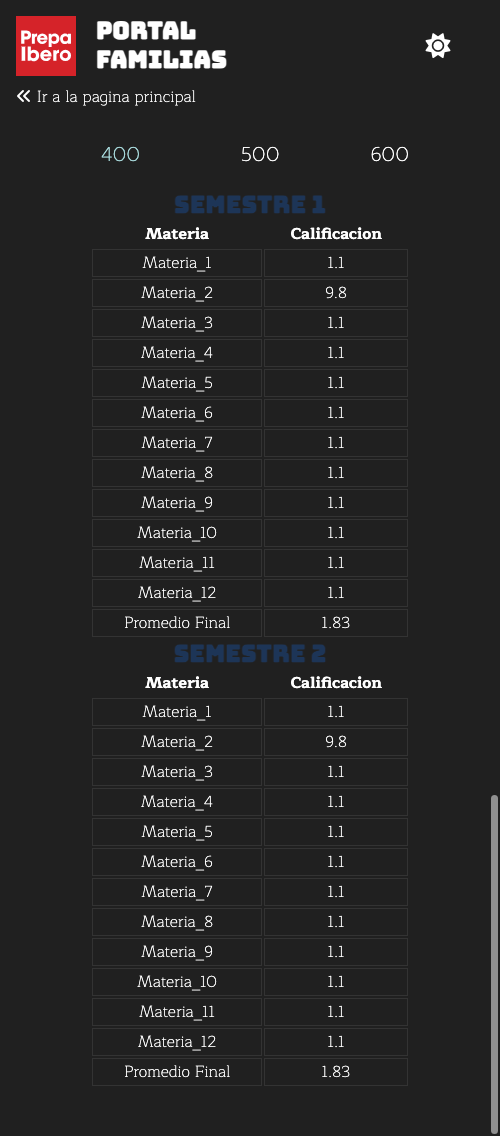 Prepa
Ibero
PORTAL
FAMILIAS
Ir a la pagina principal
400 500 600
SEMESTRE 1
Materia Calificacion
Materia_1 1.1
Materia_2 9.8
Materia_3 1.1
Materia_4 1.1
Materia_5 1.1
Materia_6 1.1
Materia_7 1.1
Materia_8 1.1
Materia_9 1.1
Materia_10 1.1
Materia_11 1.1
Materia_12 1.1
Promedio Final 1.83
SEMESTRE 2
Materia Calificacion
Materia_1 1.1
Materia_2 9.8
Materia_3 1.1
Materia_4 1.1
Materia_5 1.1
Materia_6 1.1
Materia_7 1.1
Materia_8 1.1
Materia_9 1.1
Materia_10 1.1
Materia_11 1.1
Materia_12 1.1
Promedio Final 1.83